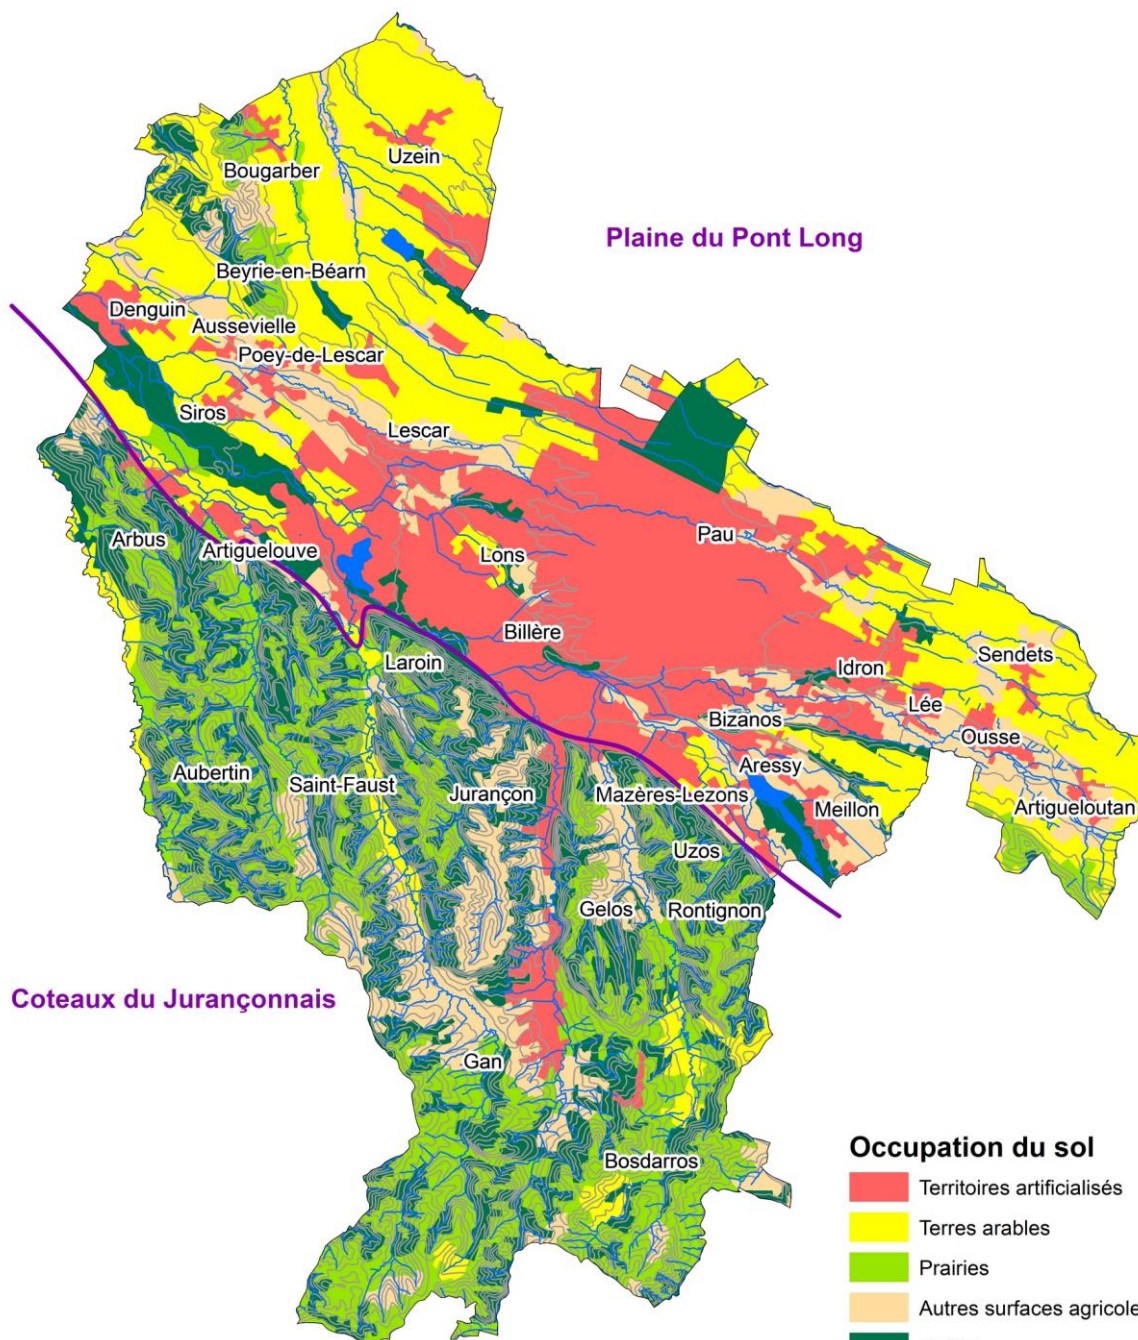 Uzein
Bougarber
Plaine du Pont Long
Beyrie-en-Béarn
Denguin
Aussevielle
Poey-de-Lescar
Siros
Lescar
Pau
Arbus
Artiguelouve
Lons
Billère
Laroin
Idron
Sendets
Lée
Bizanos
Ousse
Aressy
Aubertin
Saint-Faust
Jurançon
Mazères-Lezons
Meillon
Artigueloutan
Uzos
Gelos
Rontignon
Coteaux du Jurançonnais
Gan
Bosdarros
Occupation du sol
Territoires artificialisés
Terres arables
Prairies
Autres surfaces agricole